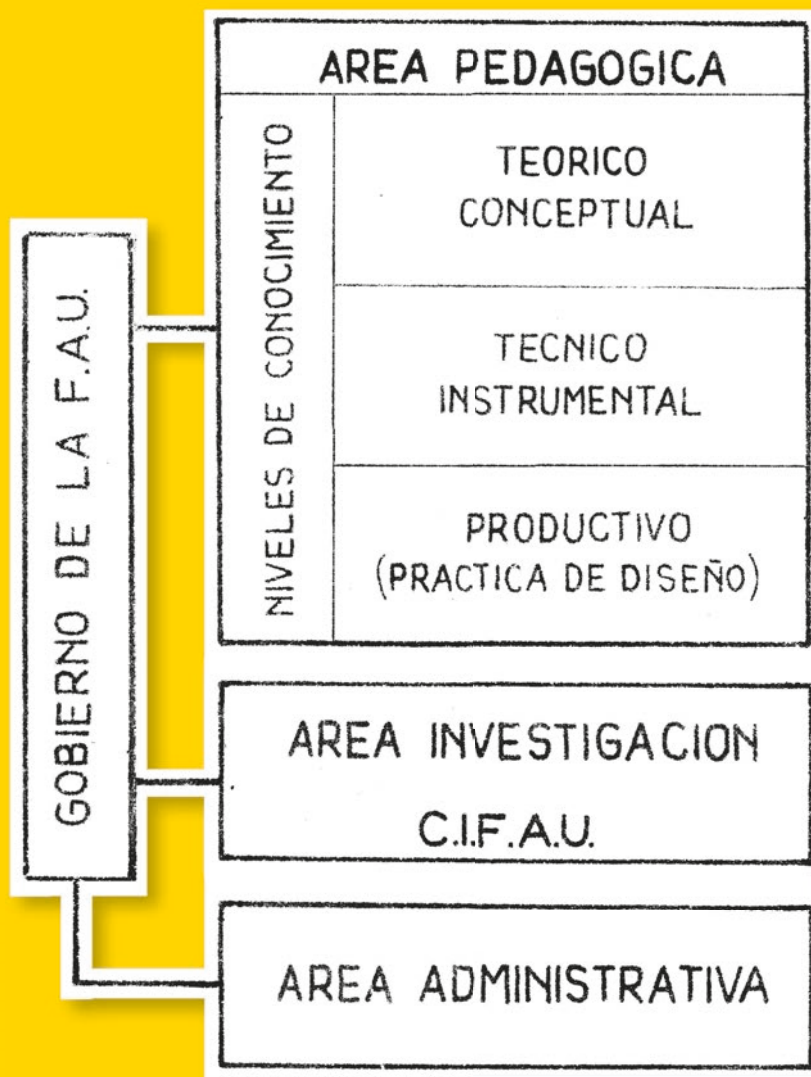 GOBIERNO DE LA F.A.U.
AREA PEDAGOGICA
NIVELES DE CONOCIMIENTO
TEORICO
CONCEPTUAL
TECNICO
INSTRUMENTAL
PRODUCTIVO
(PRACTICA DE DISEÑO)
AREA INVESTIGACION
C.I.F.A.U.
AREA ADMINISTRATIVA